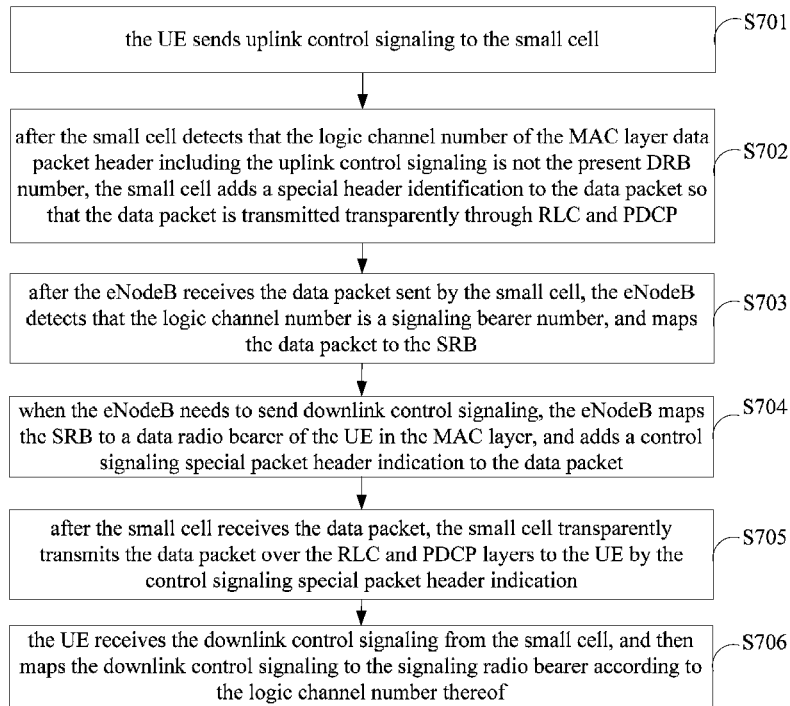 the UE sends uplink control signaling to the small cell
S701
after the small cell detects that the logic channel number of the MAC layer data
packet header including the uplink control signaling is not the present DRB
number, the small cell adds a special header identification to the data packet so
that the data packet is transmitted transparently through RLC and PDCP
S702
after the eNodeB receives the data packet sent by the small cell, the eNodeB
detects that the logic channel number is a signaling bearer number, and maps
the data packet to the SRB
S703
when the eNodeB needs to send downlink control signaling, the eNodeB maps
the SRB to a data radio bearer of the UE in the MAC layer, and adds a control
signaling special packet header indication to the data packet
S704
after the small cell receives the data packet, the small cell transparently
transmits the data packet over the RLC and PDCP layers to the UE by the
control signaling special packet header indication
S705
the UE receives the downlink control signaling from the small cell, and then
maps the downlink control signaling to the signaling radio bearer according to
the logic channel number thereof
S706